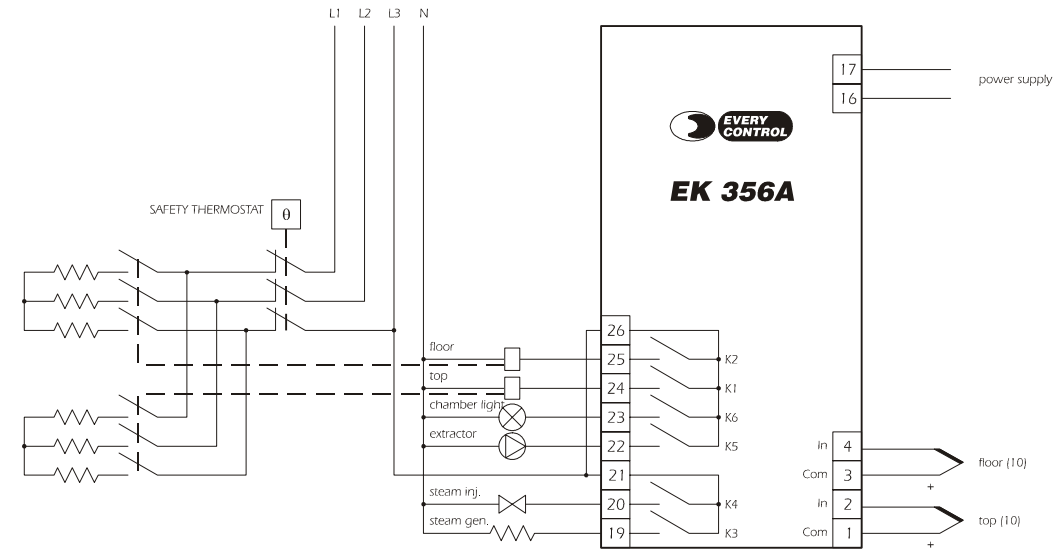 L1 L2 L3 N
17
power supply
16
EVERY
CONTROL
EK 356A
SAFETY THERMOSTAT θ
26
floor
25
K2
top
24
K1
chamber light
23
K6
extractor
22
K5
In 4
floor (10)
21
Com 3
+
steam inj.
20
K4
In 2
top (10)
steam gen.
19
K3
Com 1
+